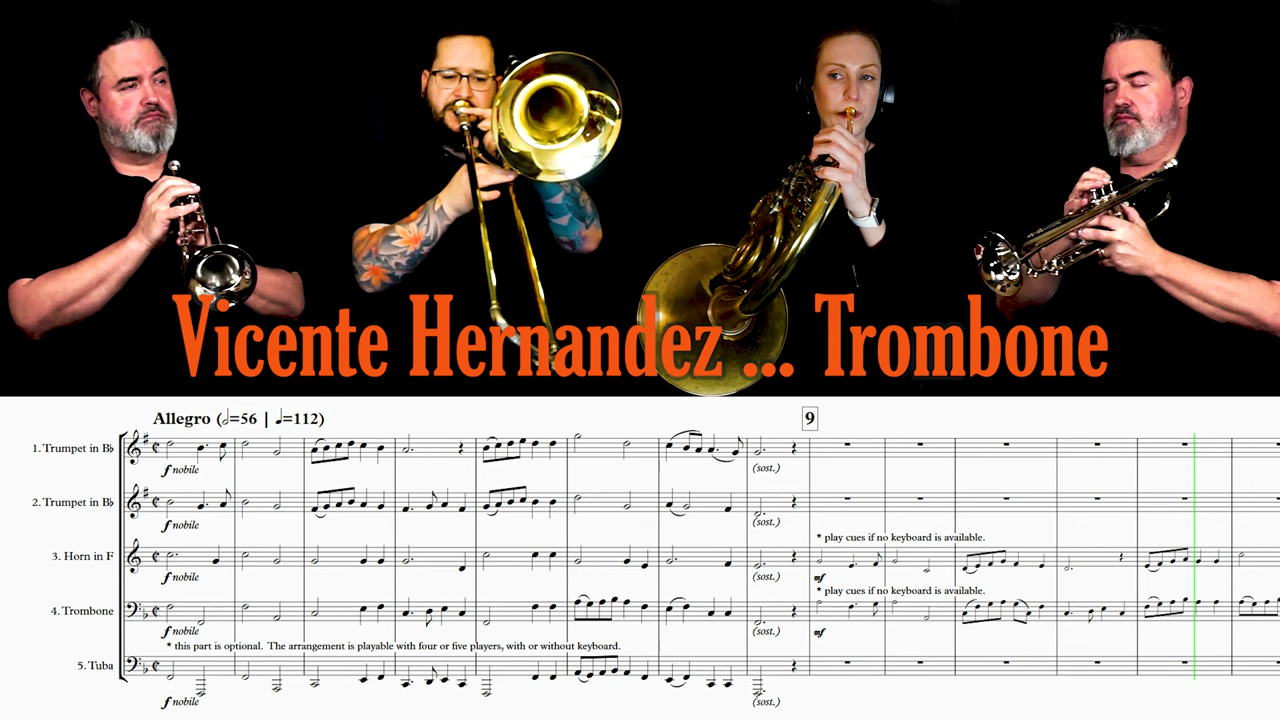 Vicente Hernandez ... Trombone
Allegro (𝅗𝅥=56 | ♩=112)
9
1. Trumpet in B♭
f nobile
(sost.)
2. Trumpet in B♭
f nobile
(sost.)
* play cues if no keyboard is available.
3. Horn in F
f nobile
(sost.)
mf
* play cues if no keyboard is available.
4. Trombone
f nobile
(sost.)
mf
* this part is optional. The arrangement is playable with four or five players, with or without keyboard.
5. Tuba
f nobile
(sost.)